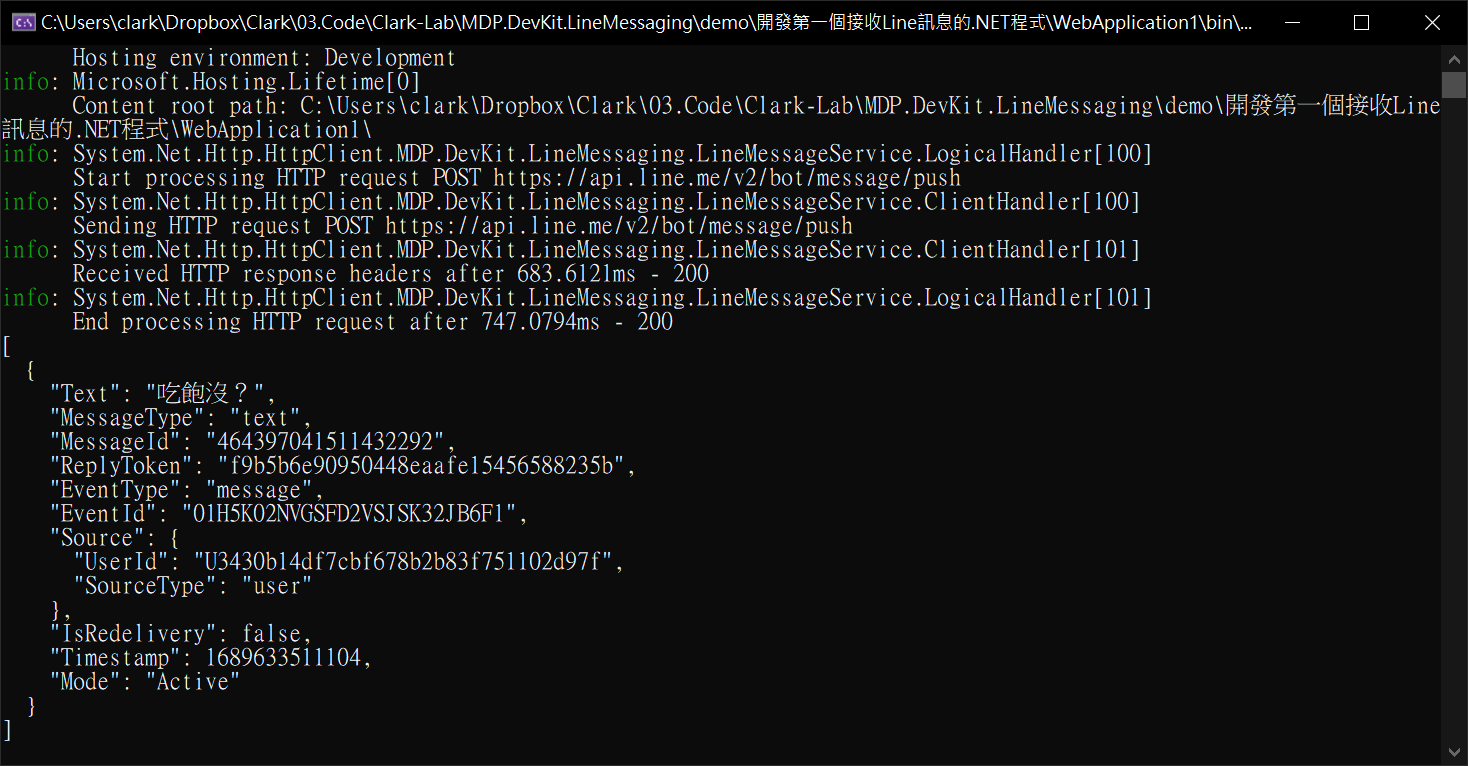 C:\Users\clark\Dropbox\Clark\03.Code\Clark-Lab\MDP.DevKit.LineMessaging\demo\開發第一個接收Line訊息的.NET程式\WebApplication1\bin\...
Hosting environment: Development
info: Microsoft.Hosting.Lifetime[0]
Content root path: C:\Users\clark\Dropbox\Clark\03.Code\Clark-Lab\MDP.DevKit.LineMessaging\demo\開發第一個接收Line
訊息的.NET程式\WebApplication1\
info: System.Net.Http.HttpClient.MDP.DevKit.LineMessaging.LineMessageService.LogicalHandler[100]
Start processing HTTP request POST https://api.line.me/v2/bot/message/push
info: System.Net.Http.HttpClient.MDP.DevKit.LineMessaging.LineMessageService.ClientHandler[100]
Sending HTTP request POST https://api.line.me/v2/bot/message/push
info: System.Net.Http.HttpClient.MDP.DevKit.LineMessaging.LineMessageService.ClientHandler[101]
Received HTTP response headers after 683.6121ms - 200
info: System.Net.Http.HttpClient.MDP.DevKit.LineMessaging.LineMessageService.LogicalHandler[101]
End processing HTTP request after 747.0794ms - 200
[
{
"Text": "吃飽沒？",
"MessageType": "text",
"MessageId": "464397041511432292",
"ReplyToken": "f9b5b6e90950448eaafe15456588235b",
"EventType": "message",
"EventId": "01H5K02NVGSFD2VSJSK32JB6F1",
"Source": {
"UserId": "U3430b14df7cbf678b2b83f751102d97f",
"SourceType": "user"
},
"IsRedelivery": false,
"Timestamp": 1689633511104,
"Mode": "Active"
}
]